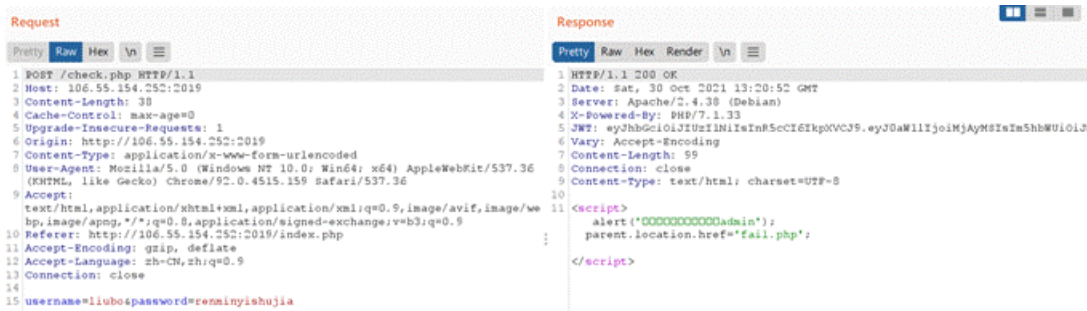 Request
Pretty Raw Hex \n
1 POST /check.php HTTP/1.1
2 Host: 106.55.154.252:2019
3 Content-Length: 38
4 Cache-Control: max-age=0
5 Upgrade-Insecure-Requests: 1
6 Origin: http://106.55.154.252:2019
7 Content-Type: application/x-www-form-urlencoded
8 User-Agent: Mozilla/5.0 (Windows NT 10.0; Win64; x64) AppleWebKit/537.36
(KHTML, like Gecko) Chrome/92.0.4515.159 Safari/537.36
9 Accept:
text/html,application/xhtml+xml,application/xml;q=0.9,image/avif,image/we
bp,image/apng,*/*;q=0.8,application/signed-exchange;v=b3;q=0.9
10 Referer: http://106.55.154.252:2019/index.php
11 Accept-Encoding: gzip, deflate
12 Accept-Language: zh-CN,zh;q=0.9
13 Connection: close
14
15 username=liubo&password=renminyishujia
Response
Pretty Raw Hex Render \n
1 HTTP/1.1 200 OK
2 Date: Sat, 30 Oct 2021 13:20:52 GMT
3 Server: Apache/2.4.38 (Debian)
4 X-Powered-By: PHP/7.1.33
5 JWT:
6 Vary: Accept-Encoding
7 Content-Length: 99
8 Connection: close
9 Content-Type: text/html; charset=UTF-8
10
11 <script>
alert("□□□□□□□□□□□admin");
parent.location.href="fail.php";
</script>